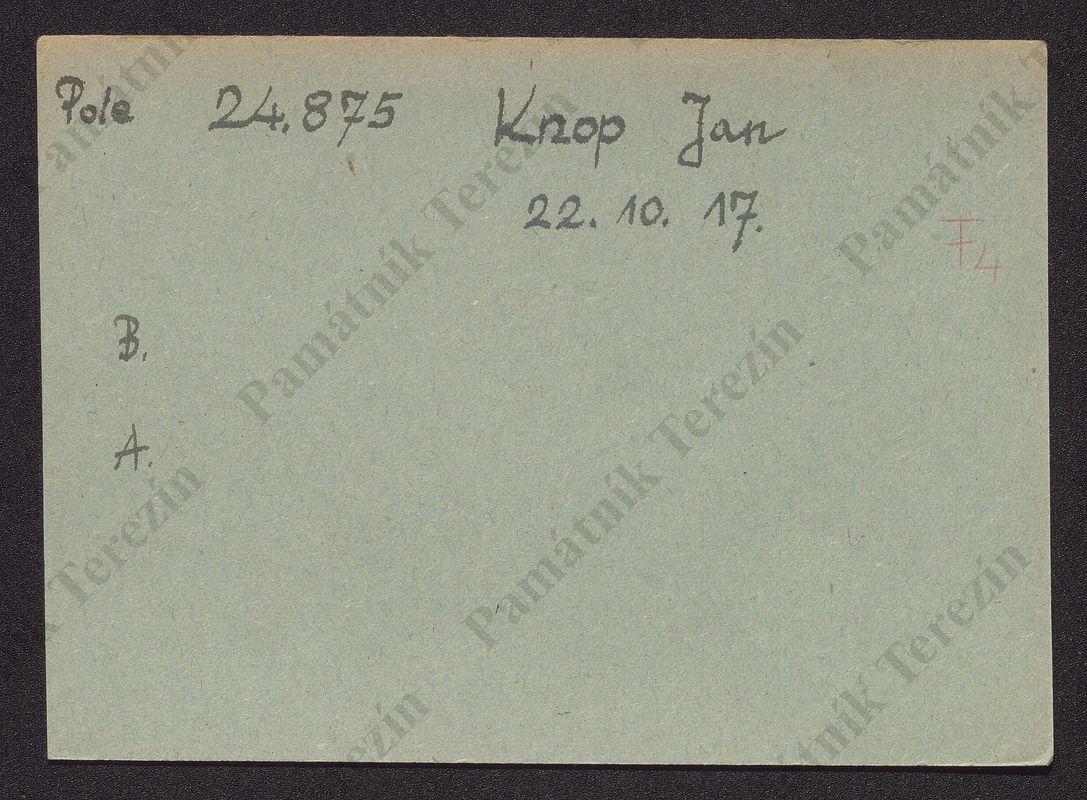 Pole 24.875 Knop Jan
22. 10. 17.
F4
B.
A.
Památník Terezín